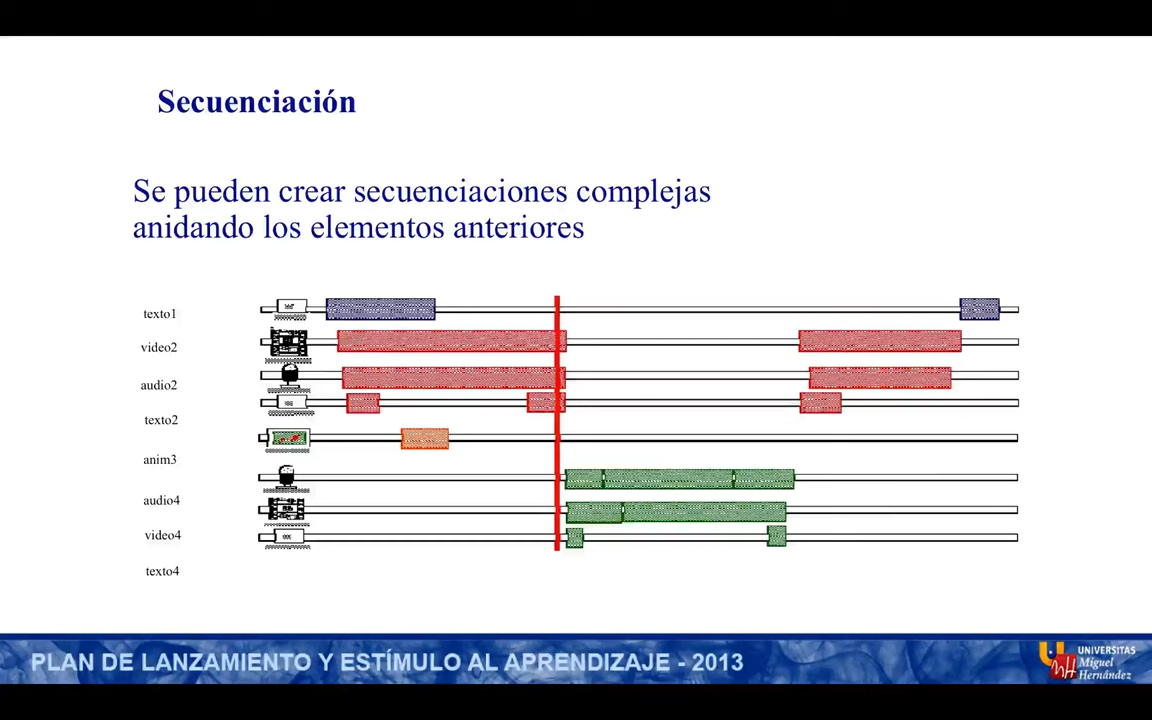 Secuenciación
Se pueden crear secuenciaciones complejas
anidando los elementos anteriores
texto1
video2
audio2
texto2
anim3
audio4
video4
texto4
PLAN DE LANZAMIENTO Y ESTÍMULO AL APRENDIZAJE - 2013
UNIVERSITAS
Miguel
Hernández